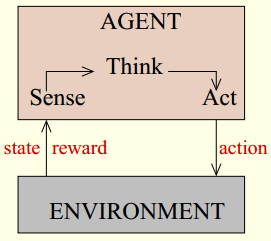 AGENT
Think
Sense Act
state reward action
ENVIRONMENT